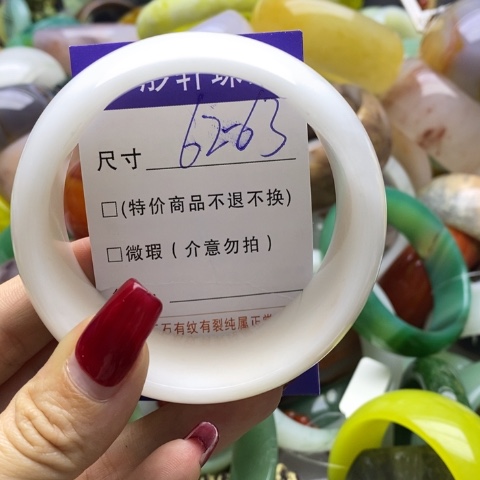 尺寸 62-63
□(特价商品不退不换)
□微瑕(介意勿拍)
石有纹有裂纯属正常